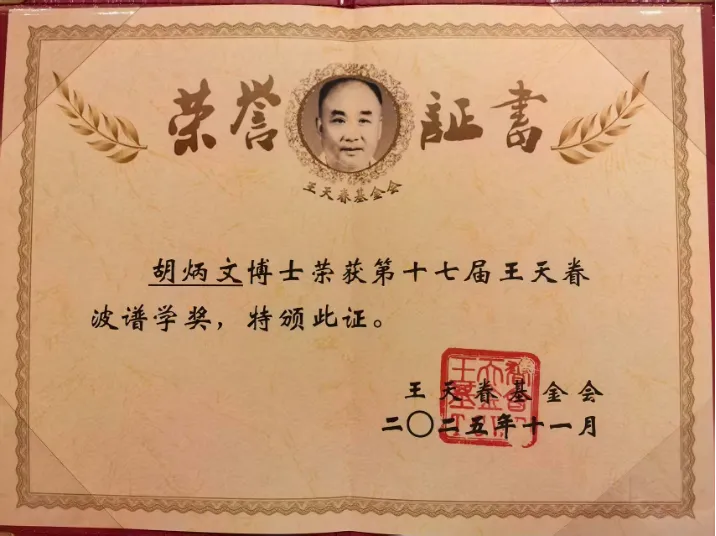 荣誉证書
王天眷基金会
胡炳文博士荣获第十七届王天眷
波谱学奖，特颁此证。
王天眷基金会
二〇二五年十一月